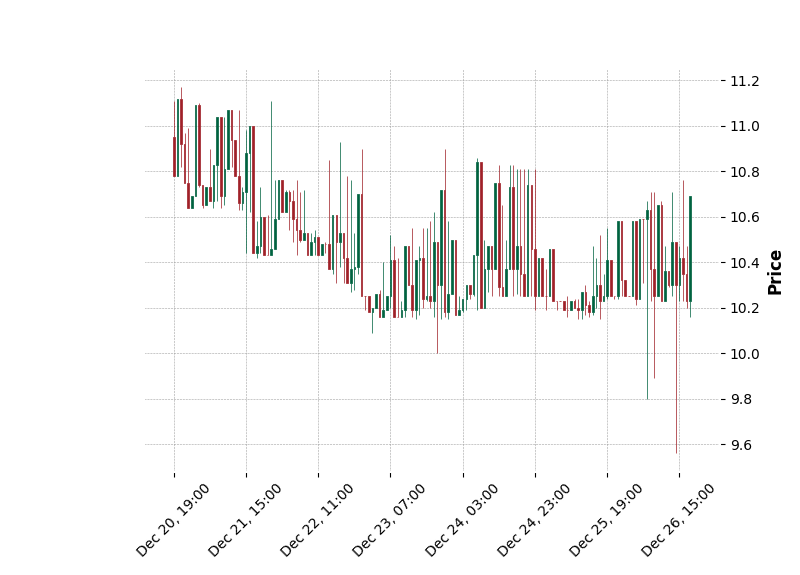 11.2
11.0
10.8
10.6
10.4
10.2
10.0
9.8
9.6
Price
Dec 20, 19:00
Dec 21, 15:00
Dec 22, 11:00
Dec 23, 07:00
Dec 24, 03:00
Dec 24, 23:00
Dec 25, 19:00
Dec 26, 15:00